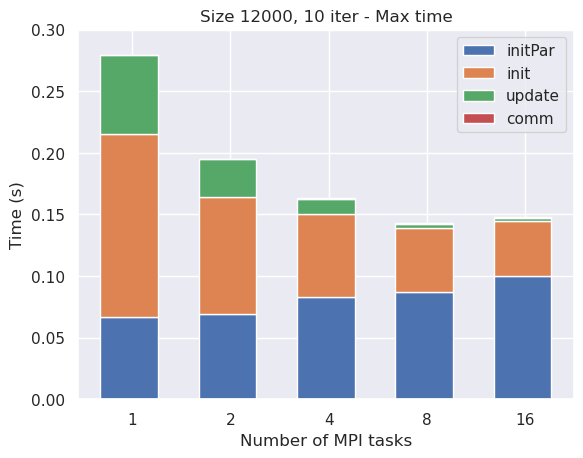 Size 12000, 10 iter - Max time
0.30
0.25
0.20
0.15
0.10
0.05
0.00
Time (s)
initPar
init
update
comm
1 2 4 8 16
Number of MPI tasks